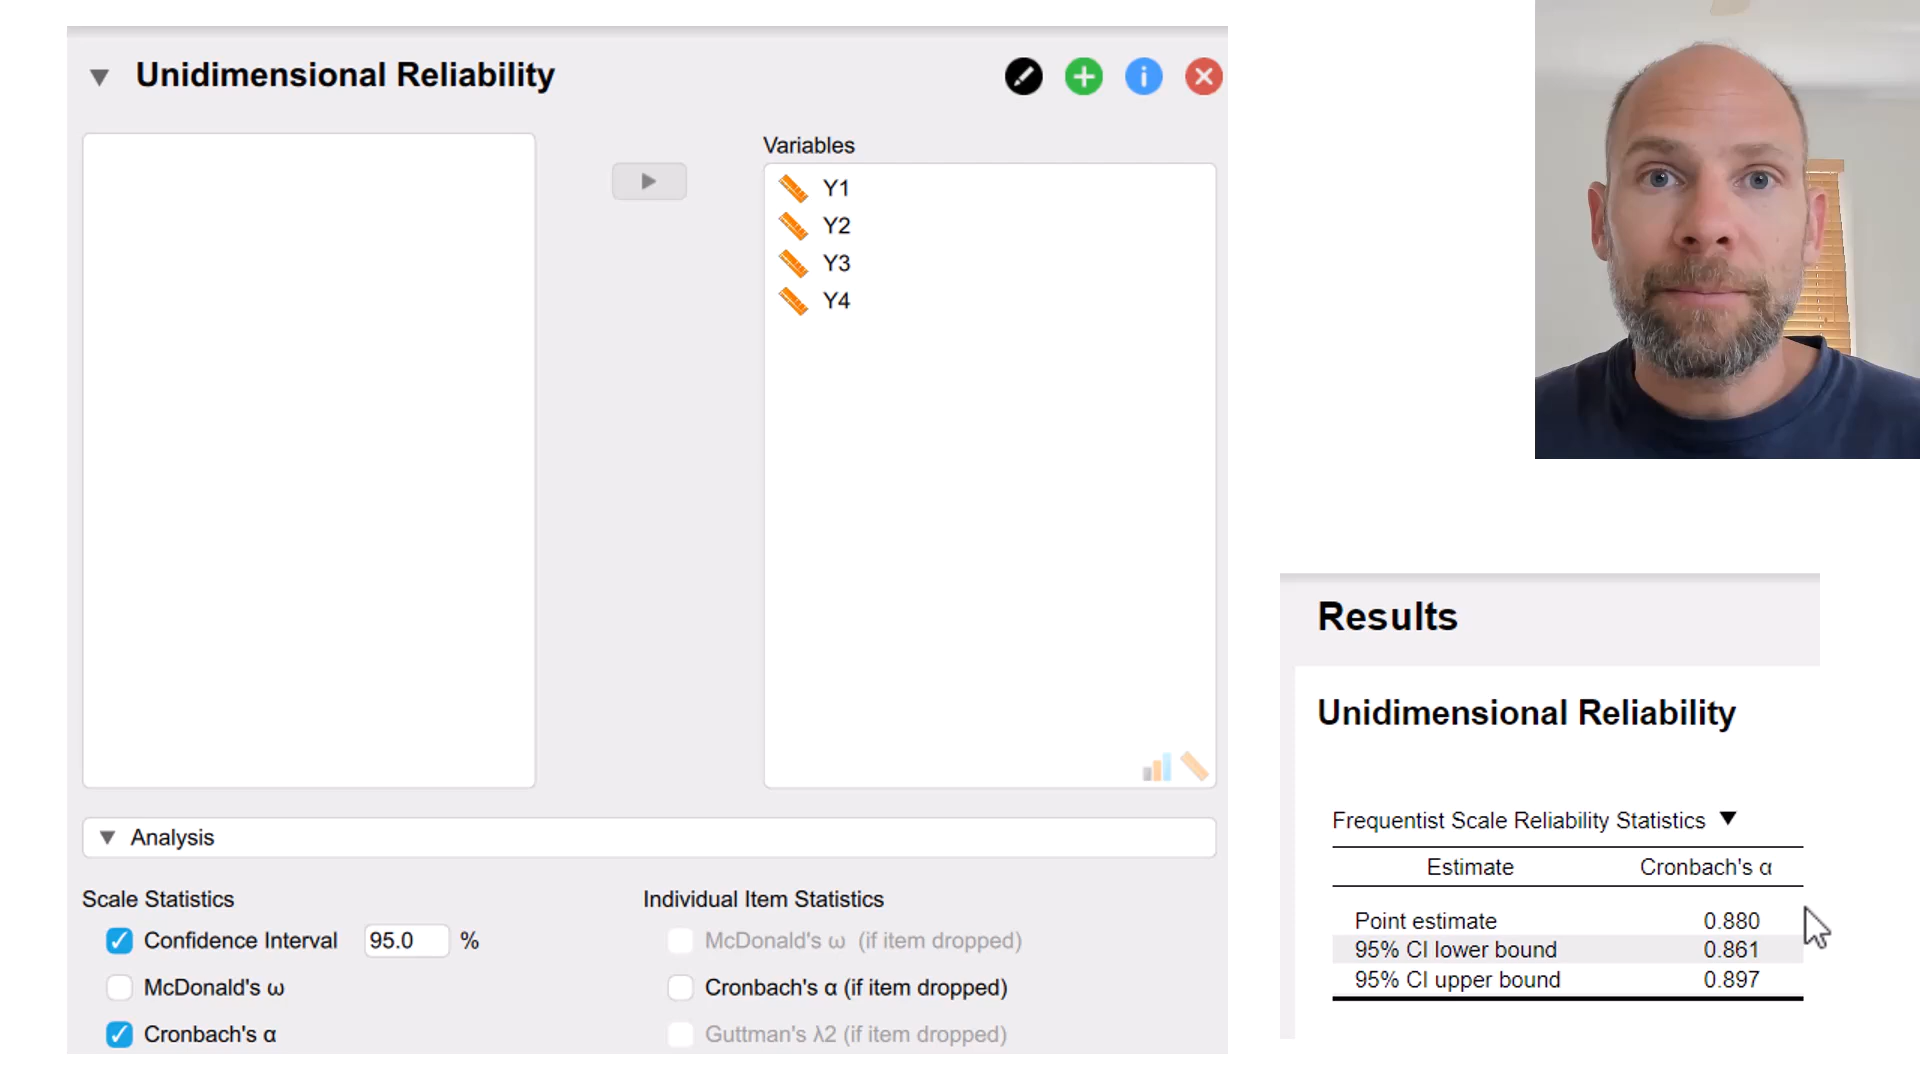 Unidimensional Reliability
Variables
Y1
Y2
Y3
Y4
Analysis
Scale Statistics
Confidence Interval 95.0 %
McDonald's ω
Cronbach's α
Individual Item Statistics
McDonald's ω (if item dropped)
Cronbach's α (if item dropped)
Guttman's λ2 (if item dropped)
Results
Unidimensional Reliability
Frequentist Scale Reliability Statistics
Estimate Cronbach's α
Point estimate 0.880
95% CI lower bound 0.861
95% CI upper bound 0.897